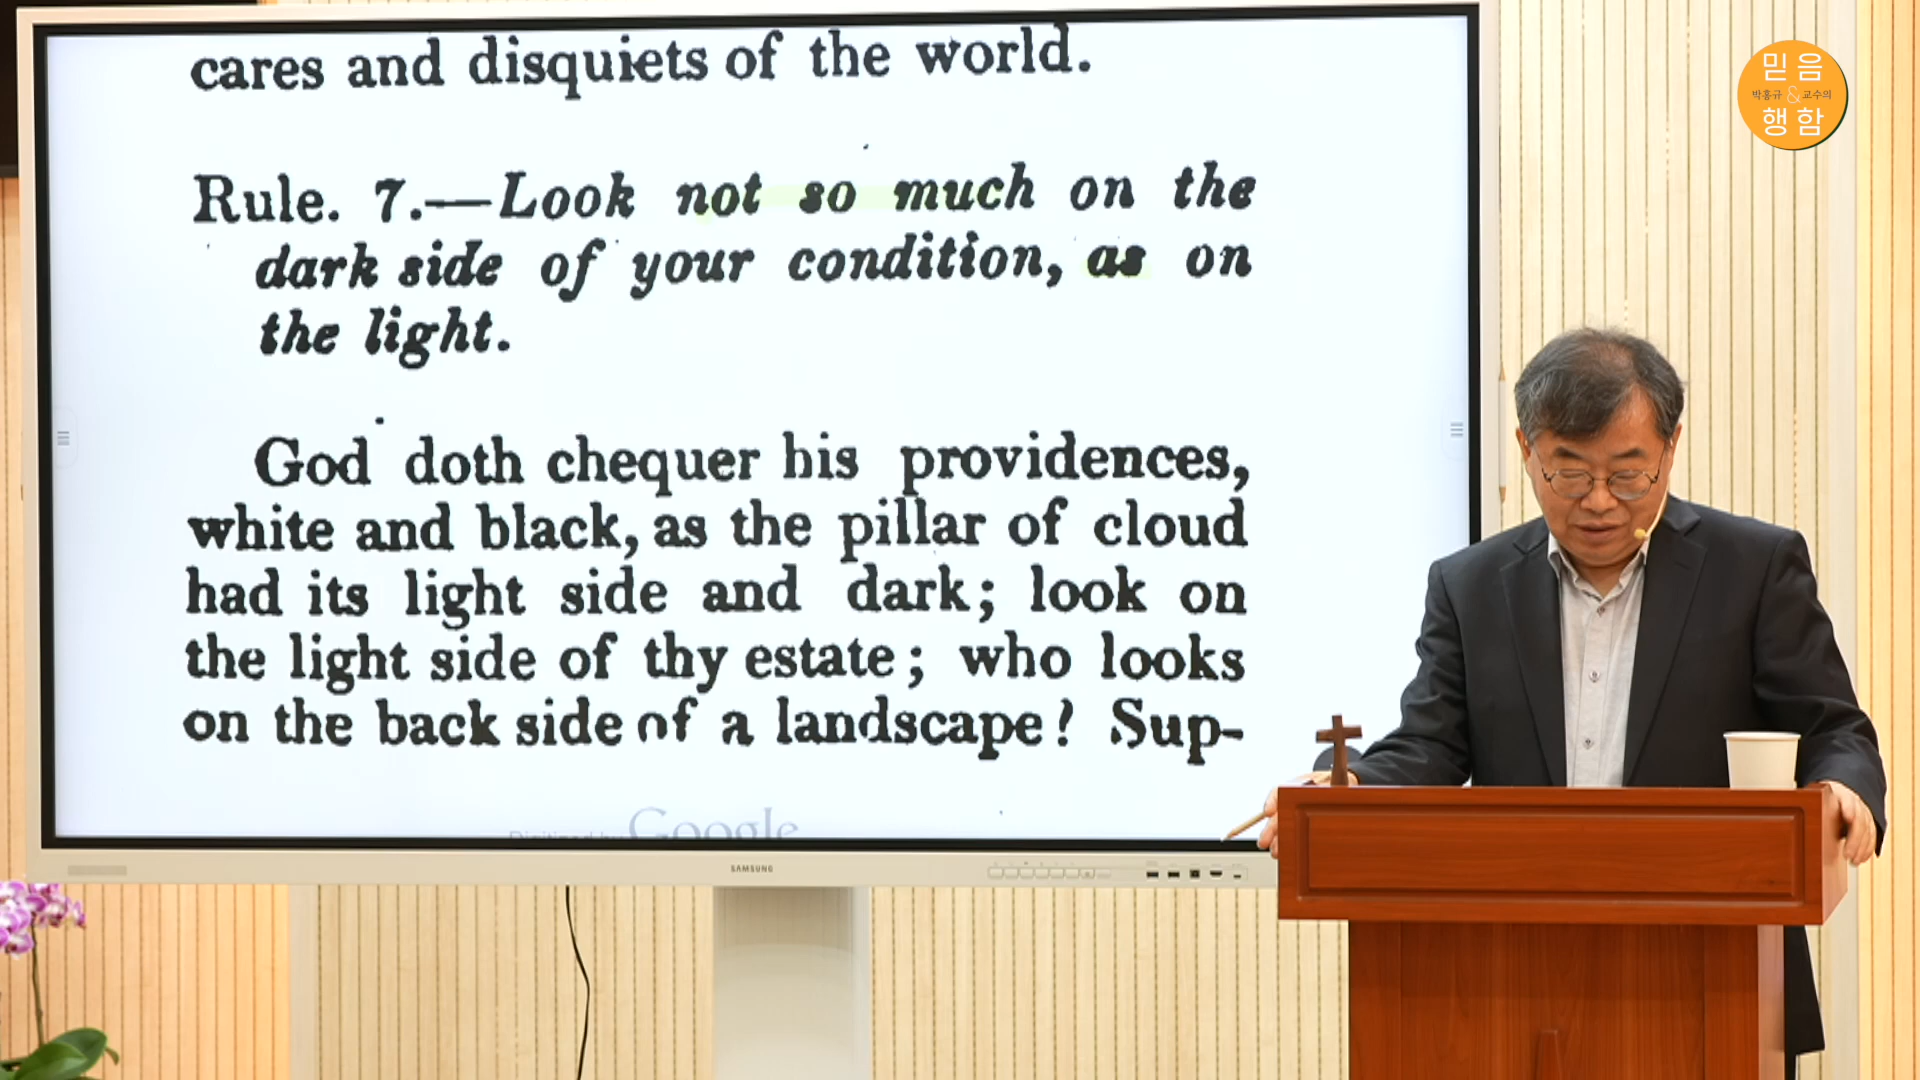 cares and disquiets of the world.
Rule. 7.—Look not so much on the
dark side of your condition, as on
the light.
God doth chequer his providences,
white and black, as the pillar of cloud
had its light side and dark; look on
the light side of thy estate; who looks
on the back side of a landscape? Sup-
Digitized by Google
SAMSUNG
믿음
박홍규 & 교수의
행함